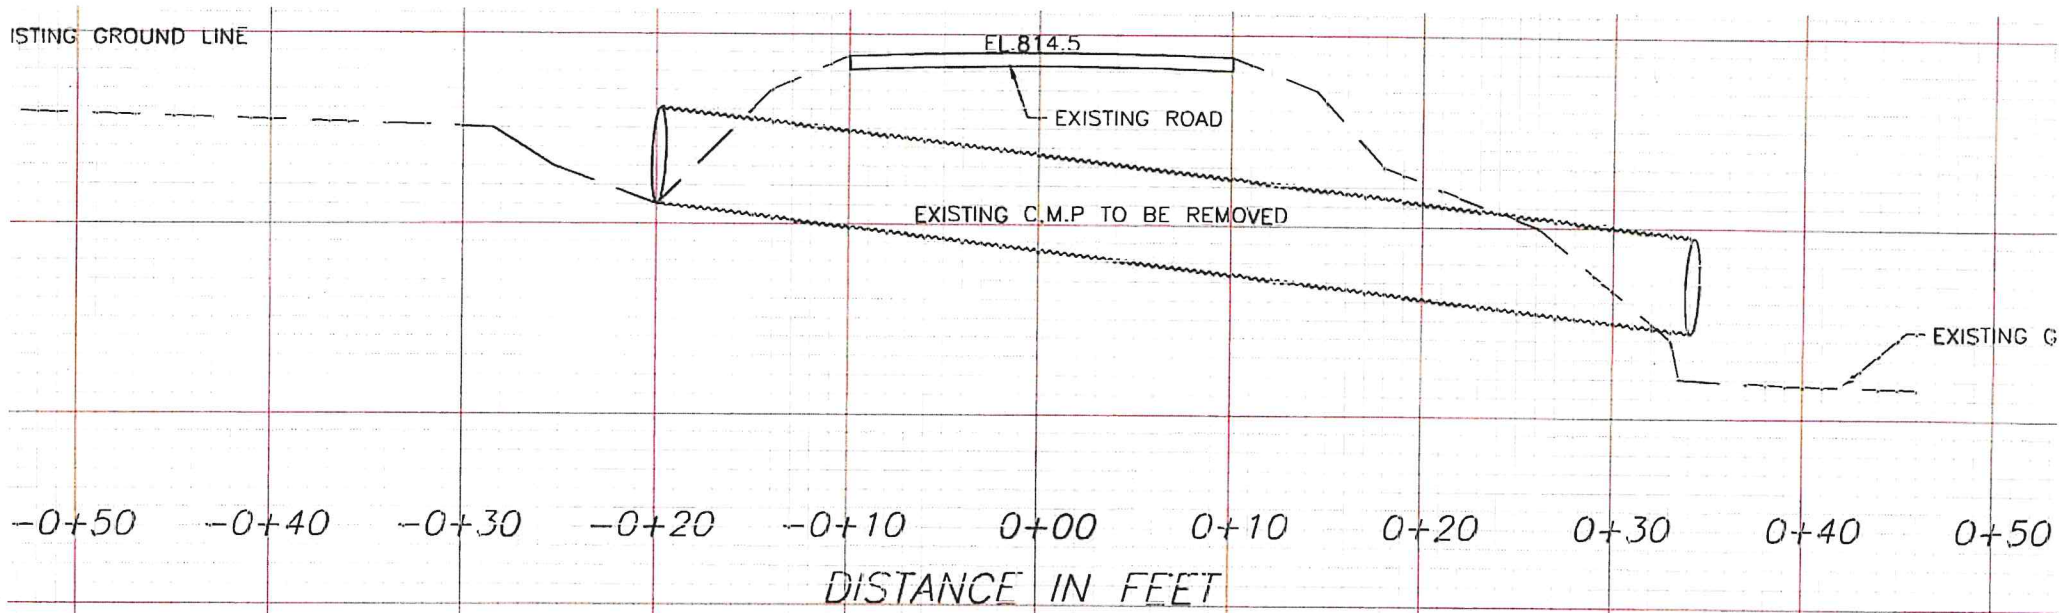 ISTING GROUND LINE
EL.814.5
EXISTING ROAD
EXISTING C.M.P TO BE REMOVED
EXISTING G
-0+50 -0+40 -0+30 -0+20 -0+10 0+00 0+10 0+20 0+30 0+40 0+50
DISTANCE IN FEET